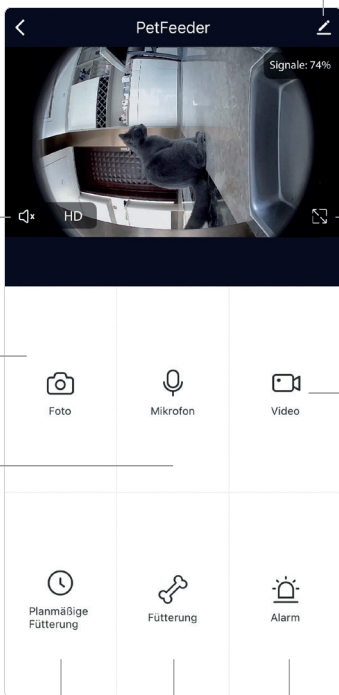 PetFeeder
Signale: 74%
HD
Foto
Mikrofon
Video
Planmäßige
Fütterung
Fütterung
Alarm